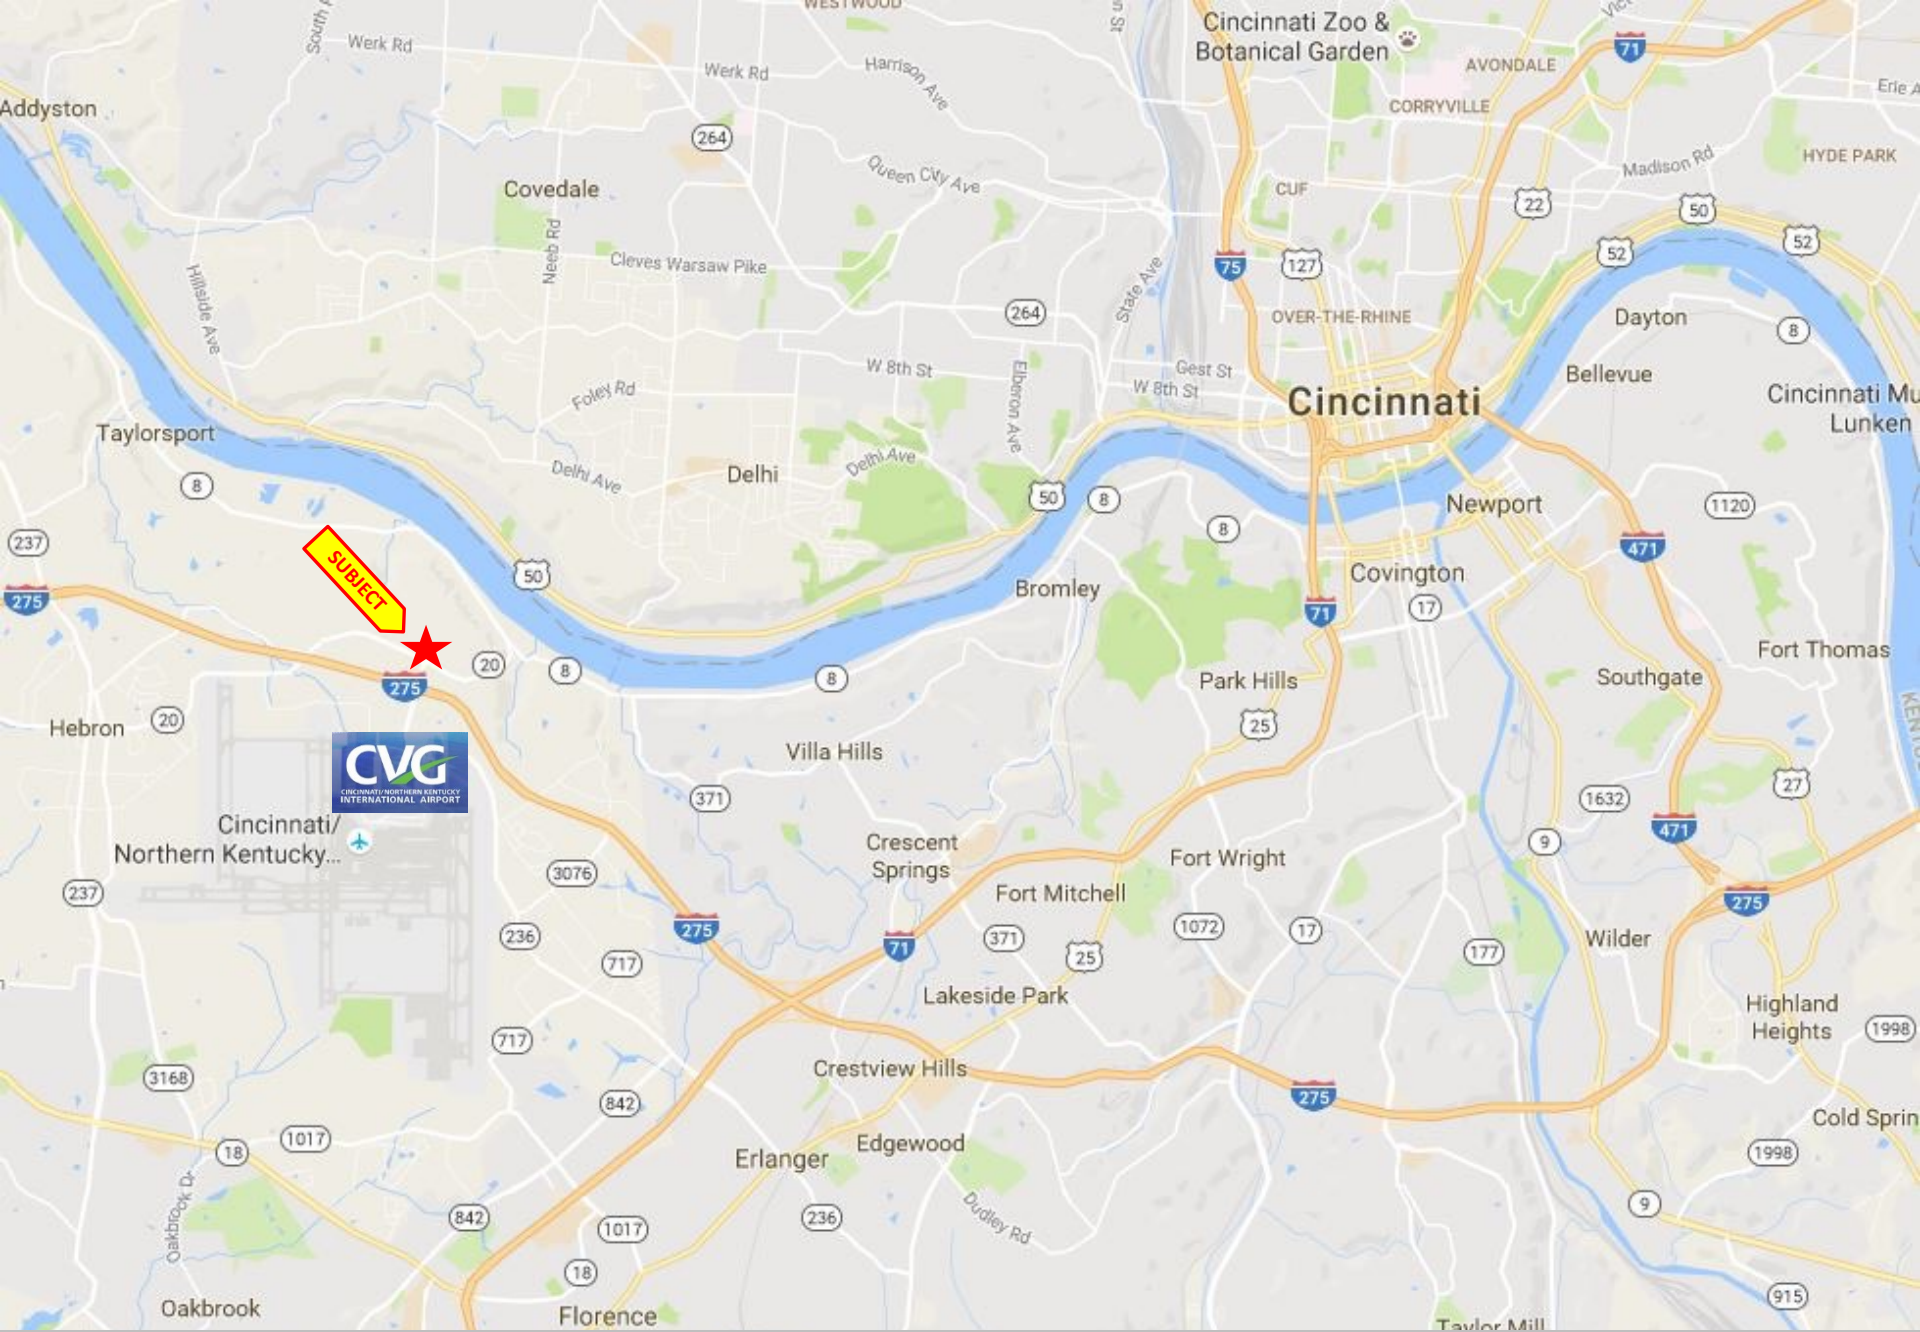 WESTWOOD
Cincinnati Zoo &
Botanical Garden
Werk Rd
Werk Rd
Harrison Ave
71
AVONDALE
CORRYVILLE
Addyston
264
Madison Rd
HYDE PARK
Queen City Ave
Covedale
CUF
22
50
52
52
Neeb Rd
Cleves Warsaw Pike
75
127
Hillside Ave
State Ave
264
OVER-THE-RHINE
Dayton
8
W 8th St
Gest St
W 8th St
Elberon Ave
Bellevue
Foley Rd
Cincinnati
Cincinnati Mu
Lunken
Taylorsport
Delhi Ave
Delhi
Delhi Ave
8
50
8
Newport
1120
8
237
471
SUBJECT
50
Bromley
Covington
275
71
17
20
8
8
Park Hills
Southgate
Fort Thomas
275
Hebron
20
25
Villa Hills
CVG
CINCINNATI/NORTHERN KENTUCKY
INTERNATIONAL AIRPORT
371
1632
27
Cincinnati/
Northern Kentucky...
Crescent
Springs
Fort Wright
9
471
3076
237
Fort Mitchell
275
236
275
71
371
1072
17
Wilder
717
25
177
Lakeside Park
Highland
Heights
1998
717
3168
Crestview Hills
842
275
Cold Sprin
1017
18
Edgewood
Erlanger
1998
Oakbrook Dr
842
1017
236
Dudley Rd
9
18
915
Oakbrook
Florence
Taylor Mill